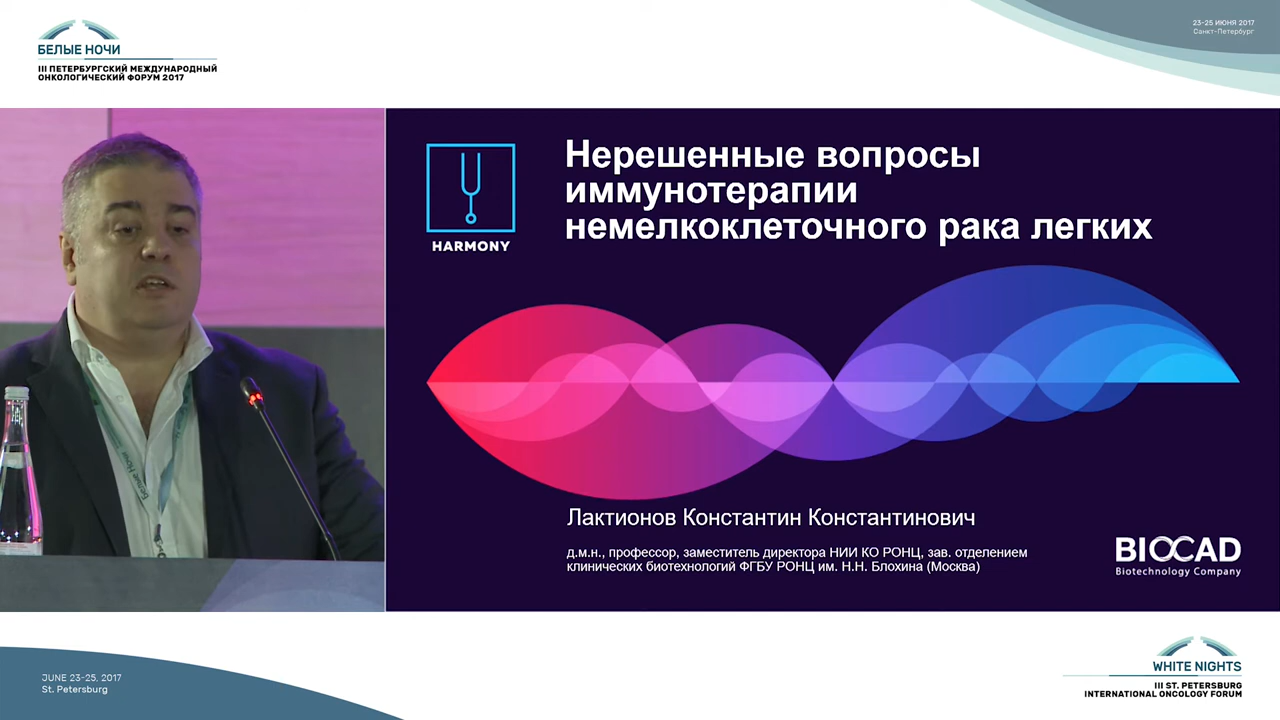 БЕЛЫЕ НОЧИ
III ПЕТЕРБУРГСКИЙ МЕЖДУНАРОДНЫЙ
ОНКОЛОГИЧЕСКИЙ ФОРУМ 2017
23-25 ИЮНЯ 2017
Санкт-Петербург
HARMONY
Нерешенные вопросы
иммунотерапии
немелкоклеточного рака легких
Лактионов Константин Константинович
д.м.н., профессор, заместитель директора НИИ КО РОНЦ, зав. отделением
клинических биотехнологий ФГБУ РОНЦ им. Н.Н. Блохина (Москва)
BIOCAD
Biotechnology Company
JUNE 23-25, 2017
St. Petersburg
WHITE NIGHTS
III ST. PETERSBURG
INTERNATIONAL ONCOLOGY FORUM